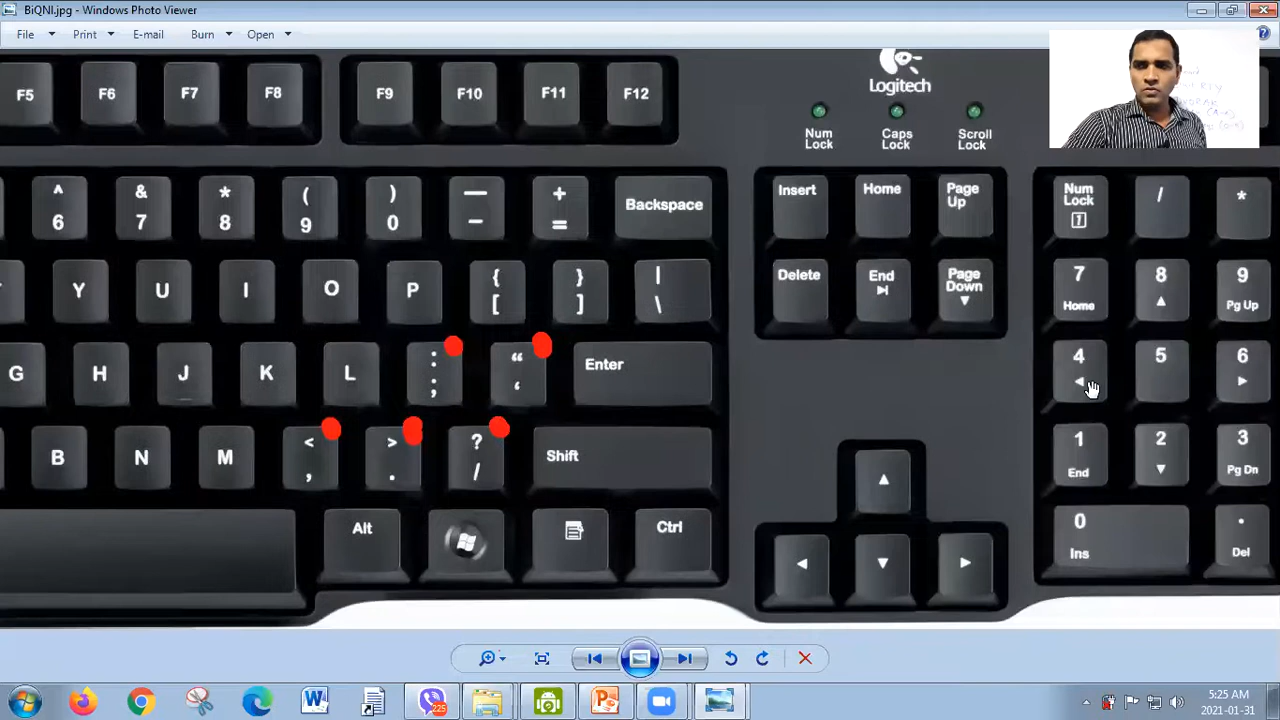 BiQNI.jpg - Windows Photo Viewer
File Print E-mail Burn Open
Logitech
F5 F6 F7 F8 F9 F10 F11 F12
Num Lock
Caps Lock
Scroll Lock
^ & * ( ) — +
6 7 8 9 0 - = Backspace
Insert Home Page Up
Num Lock / *
1
Y U I O P { [ } ] | \
Delete End Page Down
7 Home 8 9 Pg Up
G H J K L : ; “ ‘ Enter
4 5 6
B N M < , > . ? / Shift
1 End 2 3 Pg Dn
Alt Ctrl
0 Ins . Del
225
5:25 AM
2021-01-31